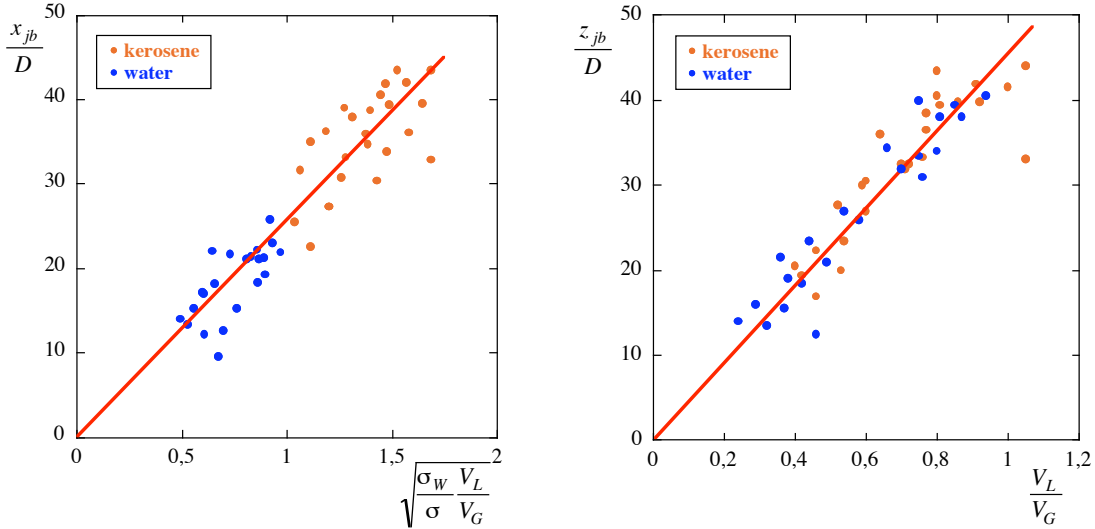 x_jb/D
50
40
30
20
10
0
kerosene
water
0 0,5 1 1,5 2
√(σ_W/σ V_L/V_G)
z_jb/D
50
40
30
20
10
0
kerosene
water
0 0,2 0,4 0,6 0,8 1 1,2
V_L/V_G